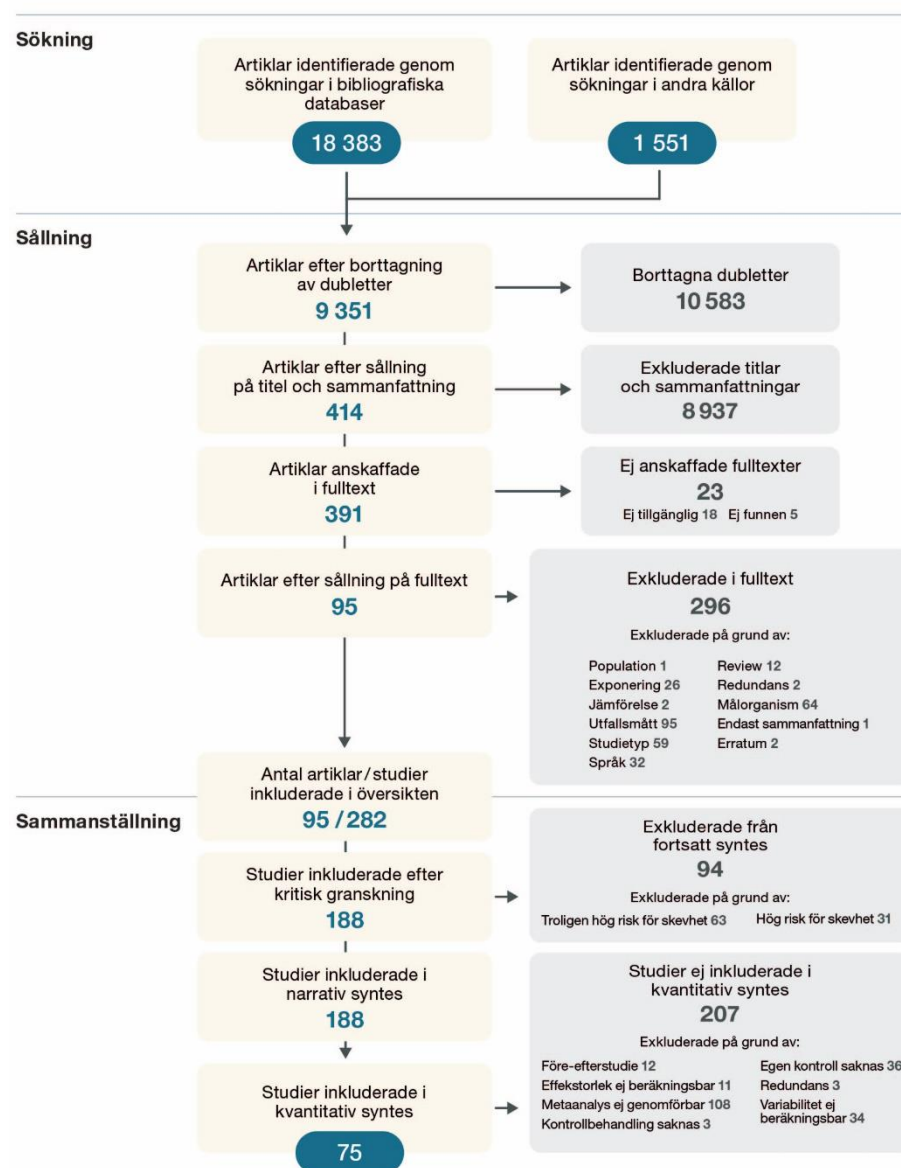 Sökning
Artiklar identifierade genom
sökningar i bibliografiska
databaser
18 383
Artiklar identifierade genom
sökningar i andra källor
1 551
Sållning
Artiklar efter borttagning
av dubletter
9 351
Borttagna dubletter
10 583
Artiklar efter sållning
på titel och sammanfattning
414
Exkluderade titlar
och sammanfattningar
8 937
Artiklar anskaffade
i fulltext
391
Ej anskaffade fulltexter
23
Ej tillgänglig 18 Ej funnen 5
Artiklar efter sållning på fulltext
95
Exkluderade i fulltext
296
Exkluderade på grund av:
Population 1
Exponering 26
Jämförelse 2
Utfallsmått 95
Studietyp 59
Språk 32
Review 12
Redundans 2
Målorganism 64
Endast sammanfattning 1
Erratum 2
Antal artiklar/studier
inkluderade i översikten
95 / 282
Sammanställning
Exkluderade från
fortsatt syntes
94
Exkluderade på grund av:
Troligen hög risk för skevhet 63
Hög risk för skevhet 31
Studier inkluderade efter
kritisk granskning
188
Studier inkluderade i
narrativ syntes
188
Studier ej inkluderade i
kvantitativ syntes
207
Exkluderade på grund av:
Före-efterstudie 12
Effekstorlek ej beräkningsbar 11
Metaanalys ej genomförbar 108
Kontrollbehandling saknas 3
Egen kontroll saknas 36
Redundans 3
Variabilitet ej
beräkningsbar 34
Studier inkluderade i
kvantitativ syntes
75